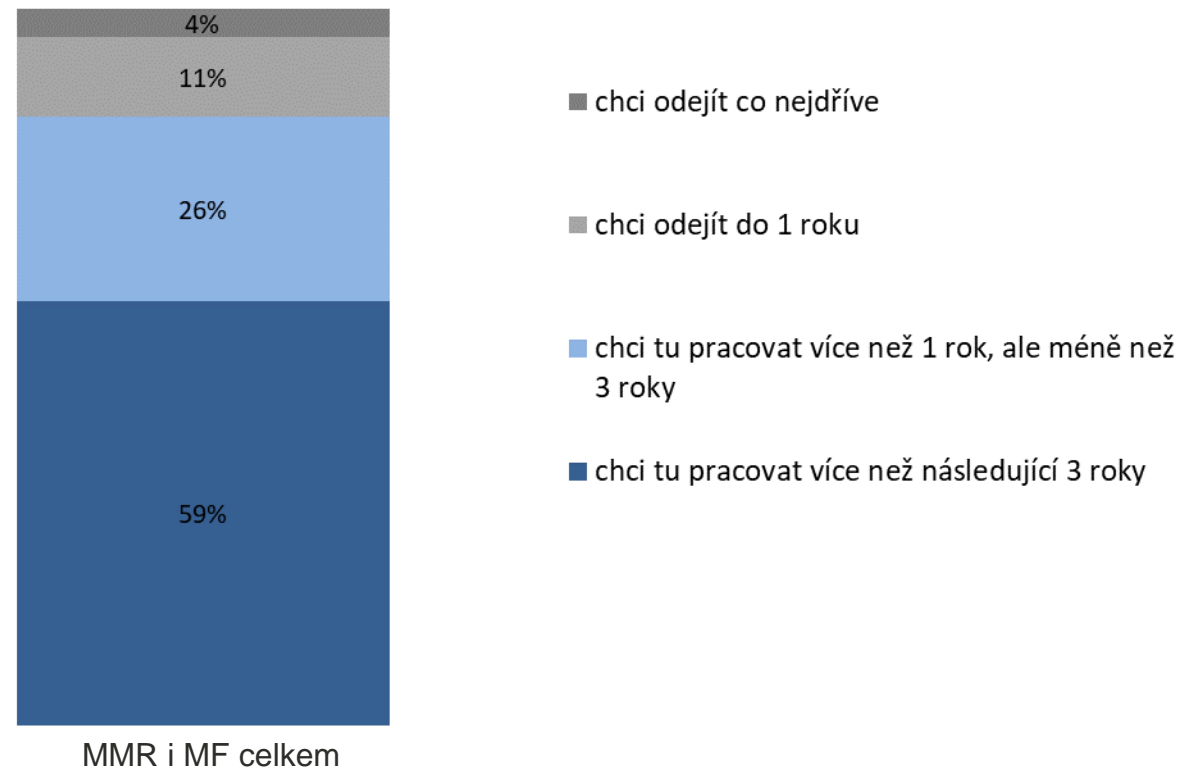 4%
11%
26%
59%
MMR i MF celkem
chci odejít co nejdříve
chci odejít do 1 roku
chci tu pracovat více než 1 rok, ale méně než
3 roky
chci tu pracovat více než následující 3 roky